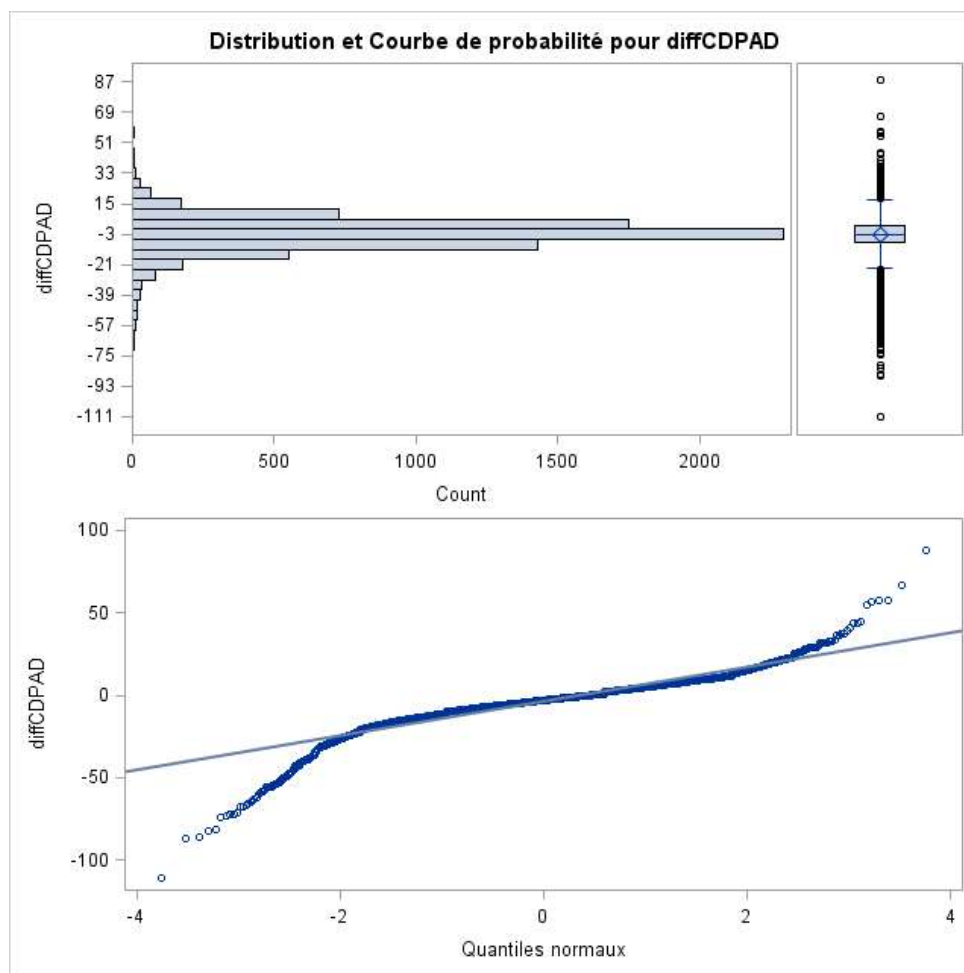 Distribution et Courbe de probabilité pour diffCDPAD
87
69
51
33
15
-3
-21
-39
-57
-75
-93
-111
diffCDPAD
0 500 1000 1500 2000
Count
100
50
0
-50
-100
diffCDPAD
-4 -2 0 2 4
Quantiles normaux